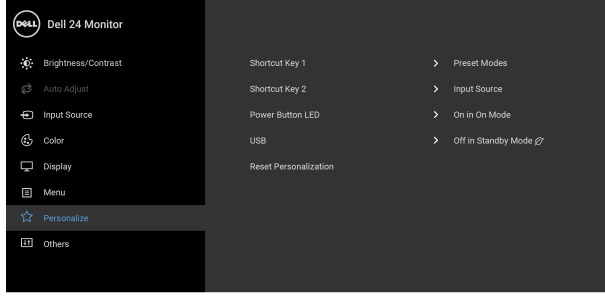 DELL Dell 24 Monitor
Brightness/Contrast
Auto Adjust
Input Source
Color
Display
Menu
Personalize
Others
Shortcut Key 1 > Preset Modes
Shortcut Key 2 > Input Source
Power Button LED > On in On Mode
USB > Off in Standby Mode
Reset Personalization